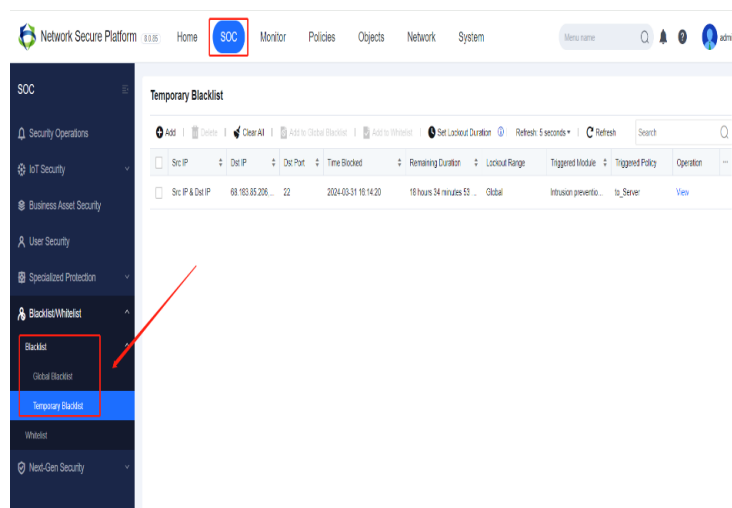 Network Secure Platform 8.0.85 Home SOC Monitor Policies Objects Network System Menu name admi
SOC
Security Operations
IoT Security
Business Asset Security
User Security
Specialized Protection
Blacklist/Whitelist
Blacklist
Global Blacklist
Temporary Blacklist
Whitelist
Next-Gen Security
Temporary Blacklist
Add Delete Clear All Add to Global Blacklist Add to Whitelist Set Lockout Duration Refresh: 5 seconds Refresh Search
Src IP Dst IP Dst Port Time Blocked Remaining Duration Lockout Range Triggered Module Triggered Policy Operation
Src IP & Dst IP 68.183.85.206... 22 2024-03-31 16:14:20 18 hours 34 minutes 53 ... Global Intrusion preventio... to_Server View